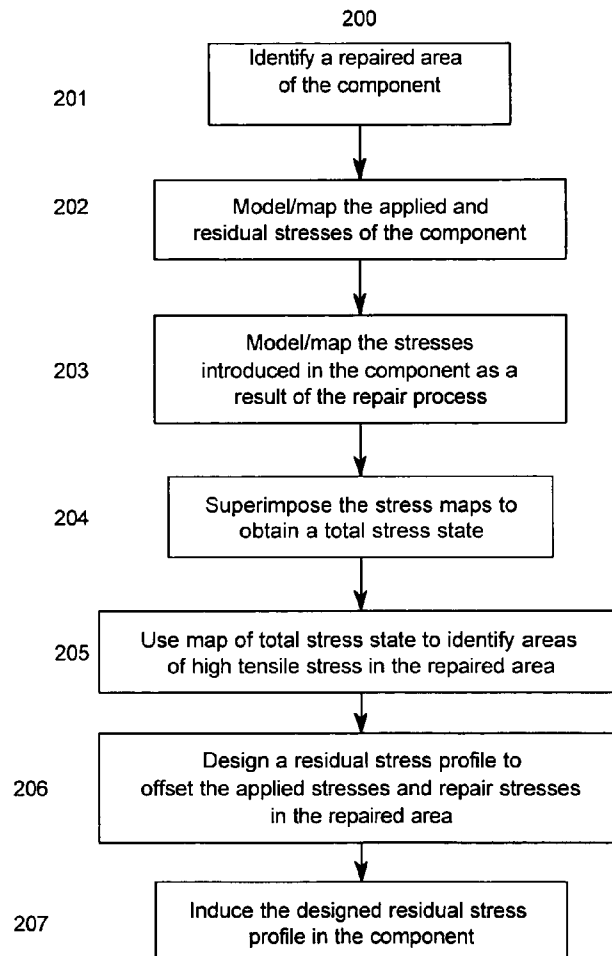 200
201
Identify a repaired area
of the component
202
Model/map the applied and
residual stresses of the component
203
Model/map the stresses
introduced in the component as a
result of the repair process
204
Superimpose the stress maps to
obtain a total stress state
205
Use map of total stress state to identify areas
of high tensile stress in the repaired area
206
Design a residual stress profile to
offset the applied stresses and repair stresses
in the repaired area
207
Induce the designed residual stress
profile in the component